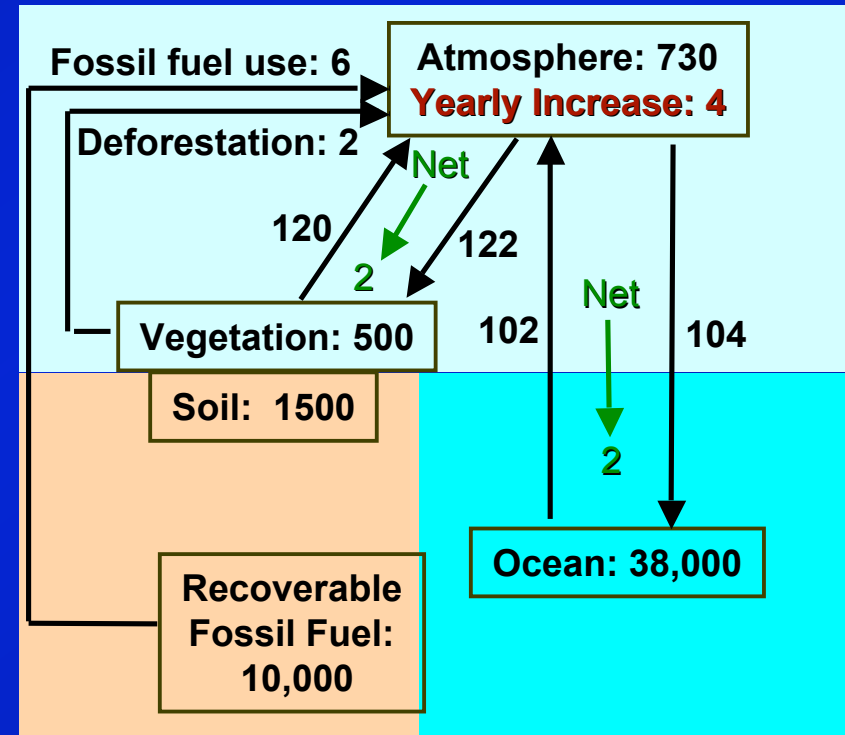 Fossil fuel use: 6
Atmosphere: 730
Yearly Increase: 4
Deforestation: 2
Net
120
122
2
Net
Vegetation: 500
102
104
Soil: 1500
2
Ocean: 38,000
Recoverable
Fossil Fuel:
10,000